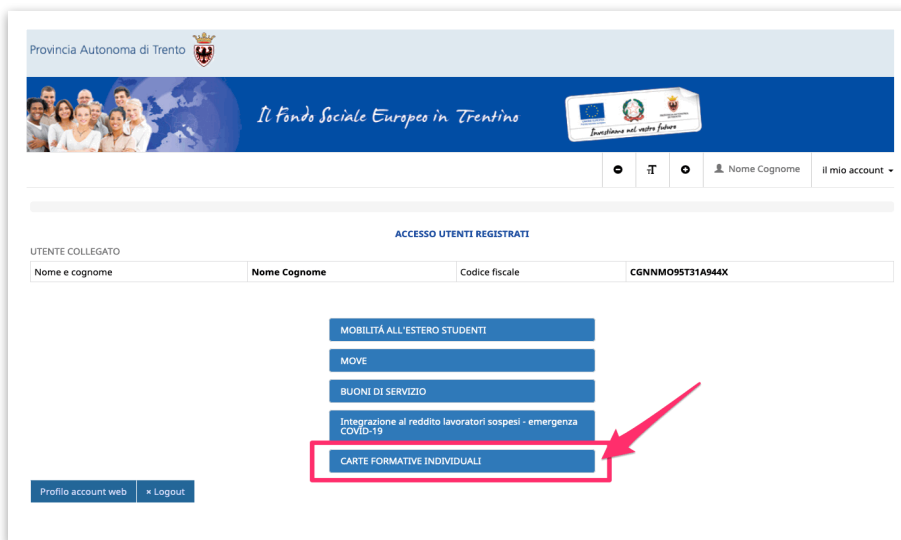 Provincia Autonoma di Trento
Il Fondo Sociale Europeo in Trentino
Investiamo nel vostro futuro
T Nome Cognome il mio account
ACCESSO UTENTI REGISTRATI
UTENTE COLLEGATO
Nome e cognome Nome Cognome Codice fiscale CGNNMO95T31A944X
MOBILITÁ ALL'ESTERO STUDENTI
MOVE
BUONI DI SERVIZIO
Integrazione al reddito lavoratori sospesi - emergenza
COVID-19
CARTE FORMATIVE INDIVIDUALI
Profilo account web × Logout